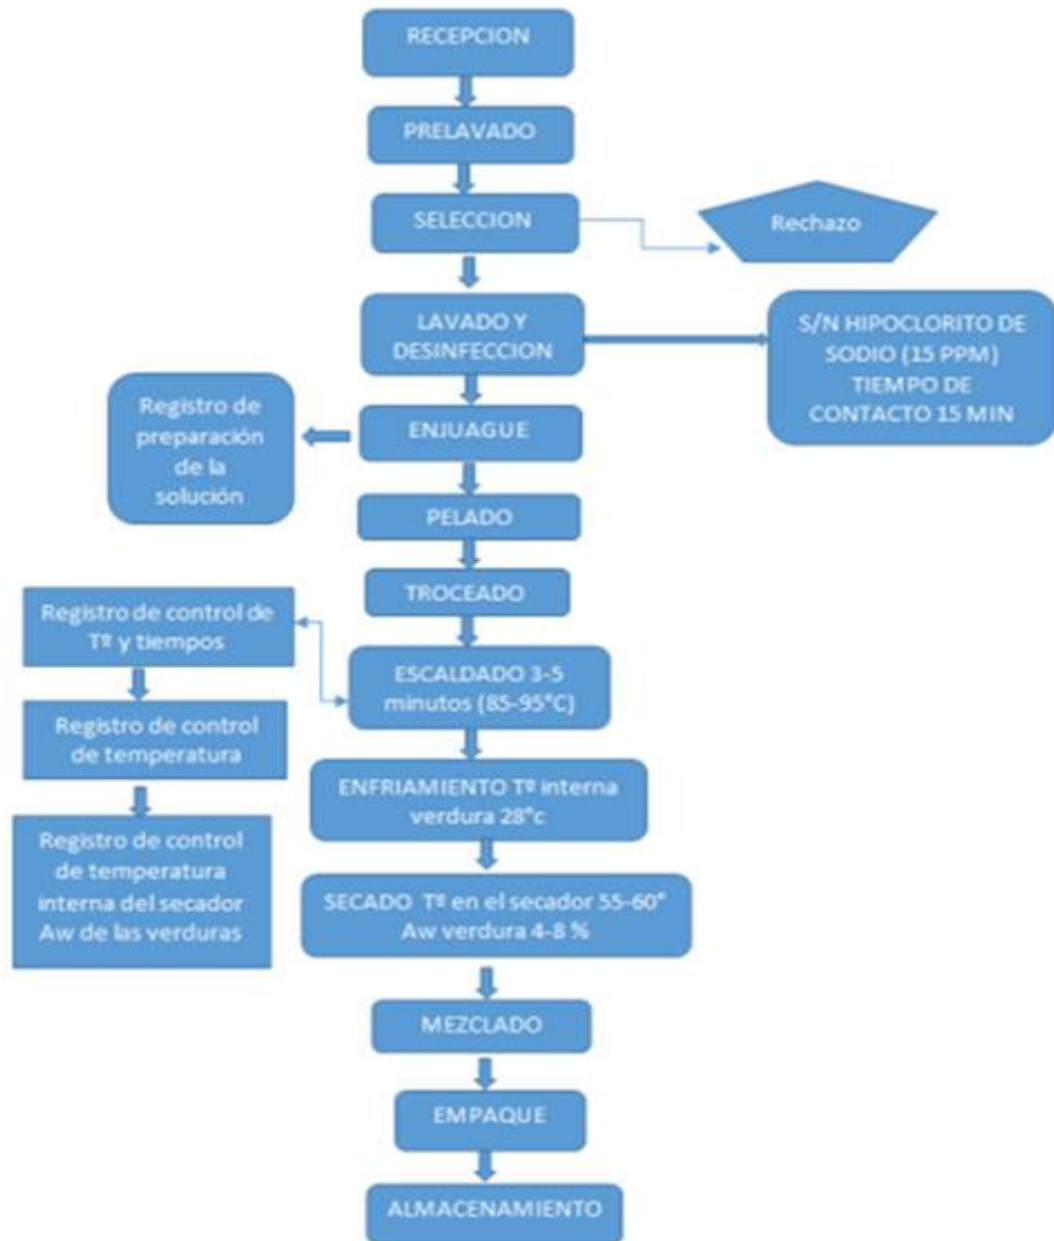 RECEPCION
PRELAVADO
SELECCION
Rechazo
LAVADO Y
DESINFECCION
S/N HIPOCLORITO DE
SODIO (15 PPM)
TIEMPO DE
CONTACTO 15 MIN
ENJUAGUE
Registro de
preparación
de la
solución
PELADO
TROCEADO
ESCALDADO 3-5
minutos (85-95°C)
Registro de control de
Tº y tiempos
Registro de control
de temperatura
Registro de control
de temperatura
interna del secador
Aw de las verduras
ENFRIAMIENTO Tº interna
verdura 28°c
SECADO Tº en el secador 55-60°
Aw verdura 4-8 %
MEZCLADO
EMPAQUE
ALMACENAMIENTO